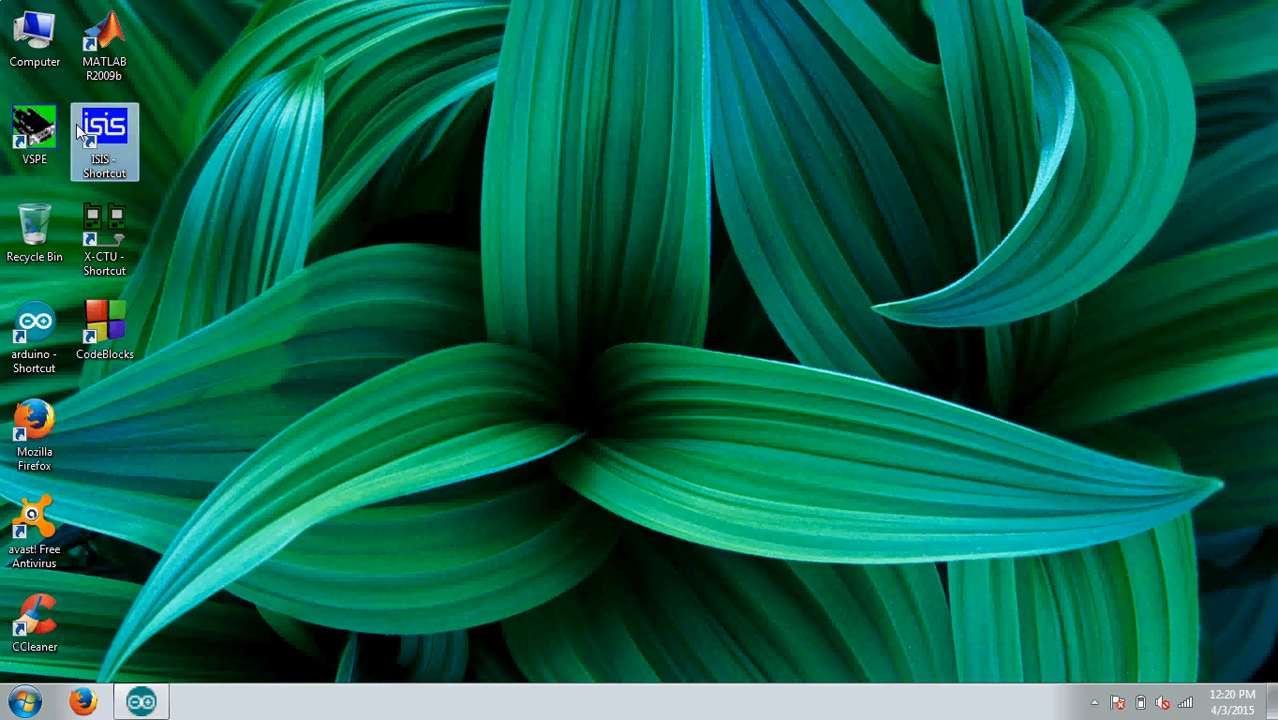 Computer
MATLAB
R2009b
VSPE
isis
ISIS -
Shortcut
Recycle Bin
X-CTU -
Shortcut
arduino -
Shortcut
CodeBlocks
Mozilla
Firefox
avast! Free
Antivirus
CCleaner
12:20 PM
4/3/2015